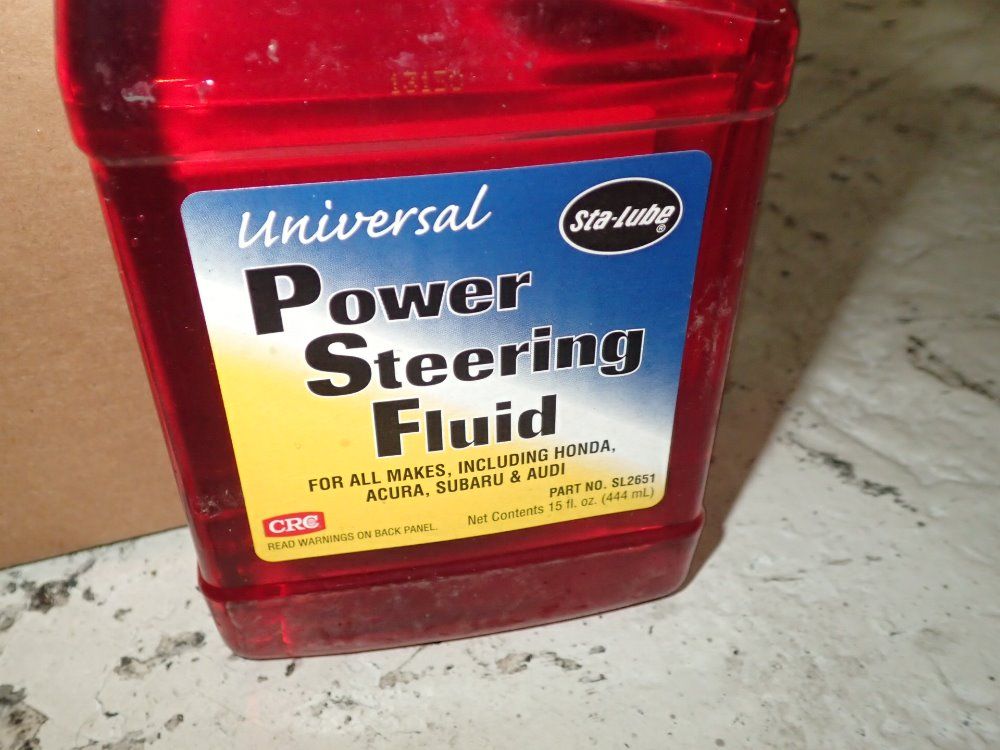 Universal
Sta-Lube®
Power
Steering
Fluid
FOR ALL MAKES, INCLUDING HONDA,
ACURA, SUBARU & AUDI
PART NO. SL2651
Net Contents 15 fl. oz. (444 mL)
CRC
READ WARNINGS ON BACK PANEL.